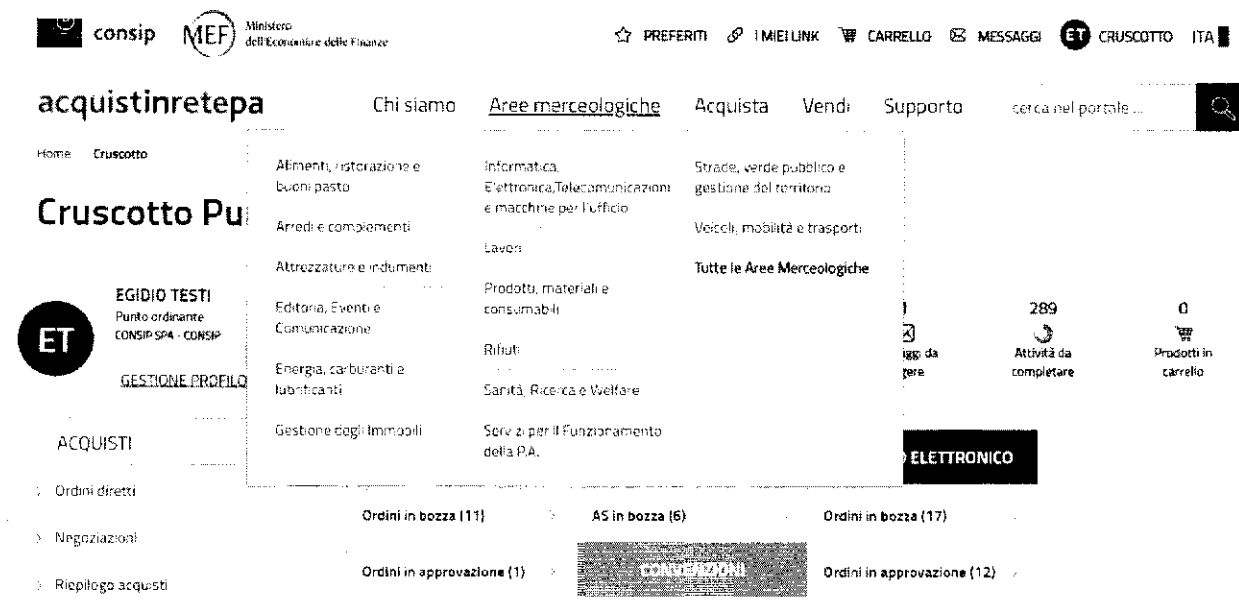 consip
MEF
Ministero
dell'Economia e delle Finanze
PREFERITI
I MIEI LINK
CARRELLO
MESSAGGI
ET
CRUSCOTTO
ITA
acquistinretepa
Chi siamo
Aree merceologiche
Acquista
Vendi
Supporto
cerca nel portale ...
Home
Cruscotto
Cruscotto Pu
Alimenti, ristorazione e
buoni pasto
Arredi e complementi
Attrezzature e indumenti
Editoria, Eventi e
Comunicazione
Energia, carburanti e
lubrificanti
Gestione degli Immobili
Informatica,
Elettronica,Telecomunicazioni
e macchine per l'ufficio
Lavori
Prodotti, materiali e
consumabili
Rifiuti
Sanità, Ricerca e Welfare
Servizi per il Funzionamento
della P.A.
Strade, verde pubblico e
gestione del territorio
Veicoli, mobilità e trasporti
Tutte le Aree Merceologiche
ET
EGIDIO TESTI
Punto ordinante
CONSIP SPA - CONSIP
GESTIONE PROFILO
iggi da
gere
289
Attività da
completare
0
Prodotti in
carrello
ACQUISTI
Ordini diretti
Negoziazioni
Riepilogo acquisti
ELETTRONICO
Ordini in bozza (11)
AS in bozza (6)
Ordini in bozza (17)
Ordini in approvazione (1)
CONVENZIONI
Ordini in approvazione (12)